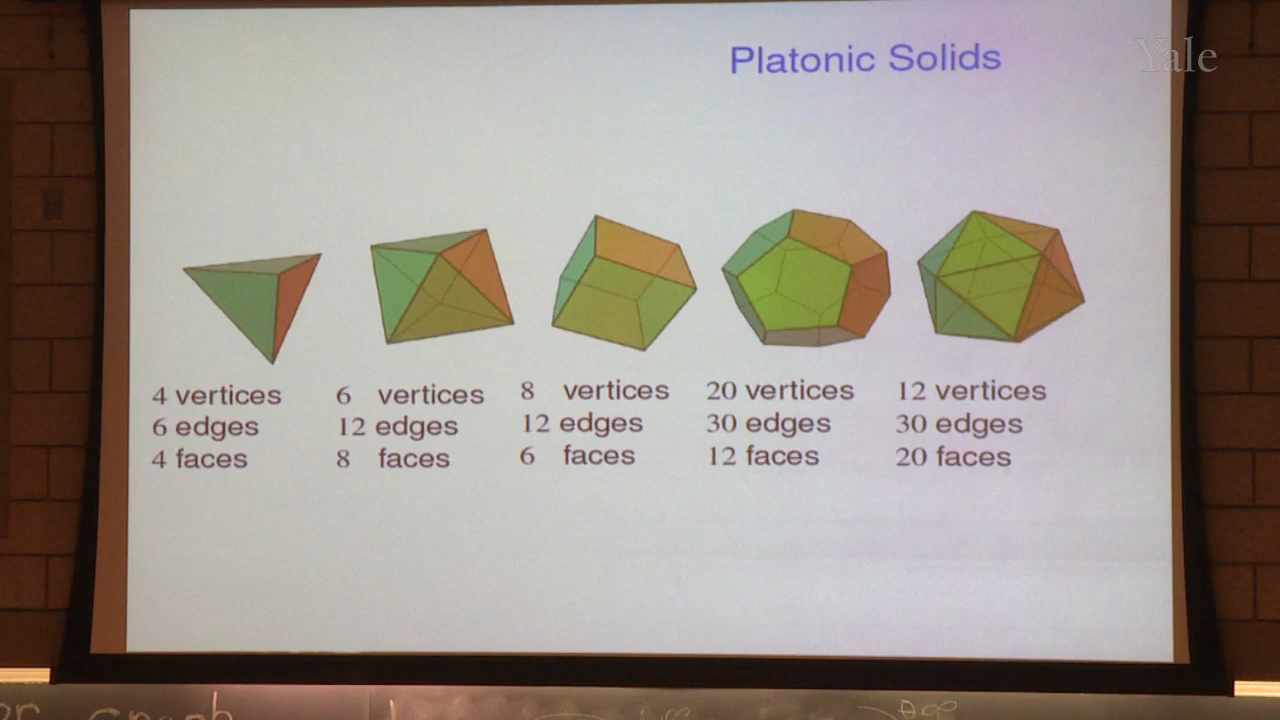 Platonic Solids
Yale
4 vertices
6 edges
4 faces
6 vertices
12 edges
8 faces
8 vertices
12 edges
6 faces
20 vertices
30 edges
12 faces
12 vertices
30 edges
20 faces